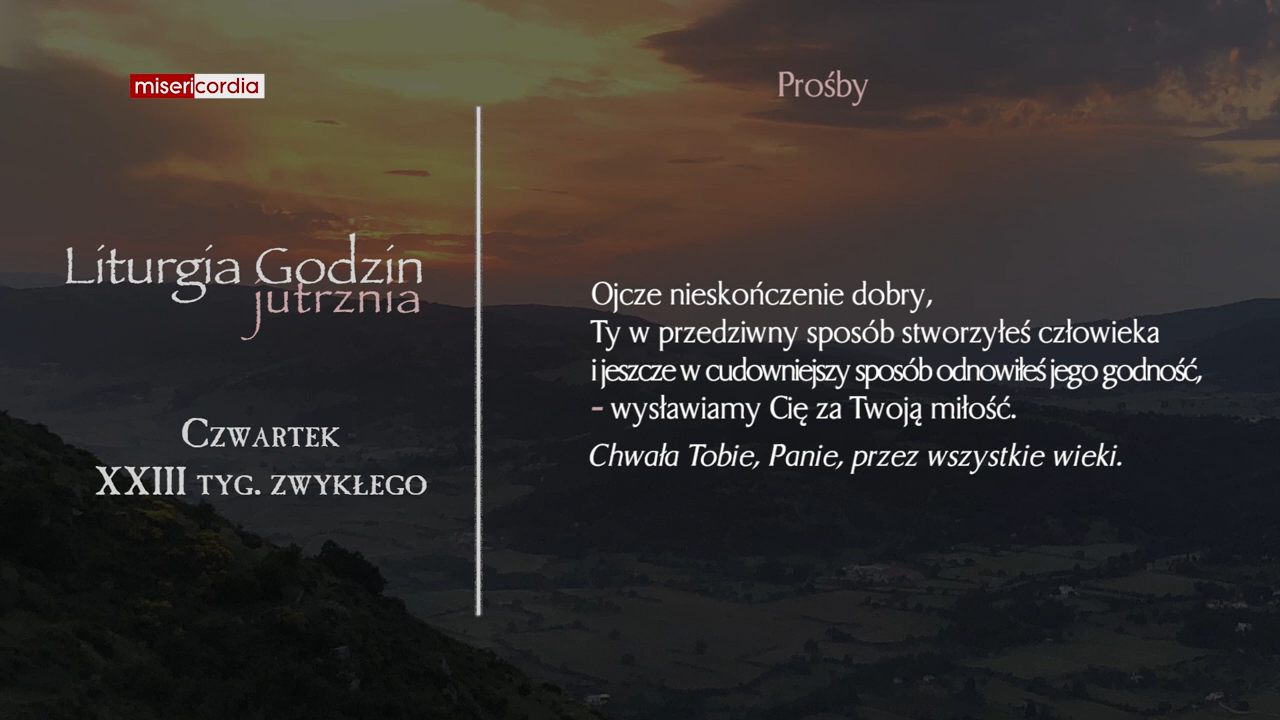 misericordia
Liturgia Godzin
jutrznia
Czwartek
XXIII tyg. zwykłego
Prośby
Ojcze nieskończenie dobry,
Ty w przedziwny sposób stworzyłeś człowieka
i jeszcze w cudowniejszy sposób odnowiłeś jego godność,
- wysławiamy Cię za Twoją miłość.
Chwała Tobie, Panie, przez wszystkie wieki.